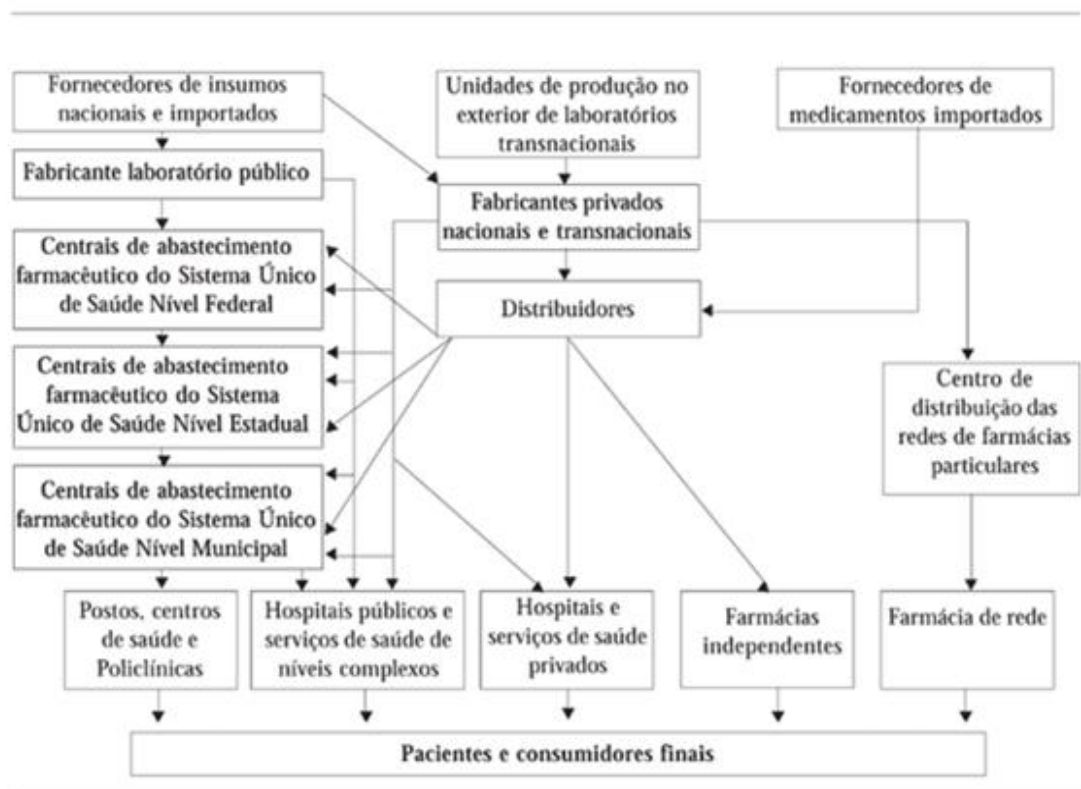 Fornecedores de insumos
nacionais e importados
Unidades de produção no
exterior de laboratórios
transnacionais
Fornecedores de
medicamentos importados
Fabricante laboratório público
Fabricantes privados
nacionais e transnacionais
Centrais de abastecimento
farmacêutico do Sistema Único
de Saúde Nível Federal
Distribuidores
Centrais de abastecimento
farmacêutico do Sistema
Único de Saúde Nível Estadual
Centro de
distribuição das
redes de farmácias
particulares
Centrais de abastecimento
farmacêutico do Sistema Único
de Saúde Nível Municipal
Postos, centros
de saúde e
Policlínicas
Hospitais públicos e
serviços de saúde de
níveis complexos
Hospitais e
serviços de saúde
privados
Farmácias
independentes
Farmácia de rede
Pacientes e consumidores finais